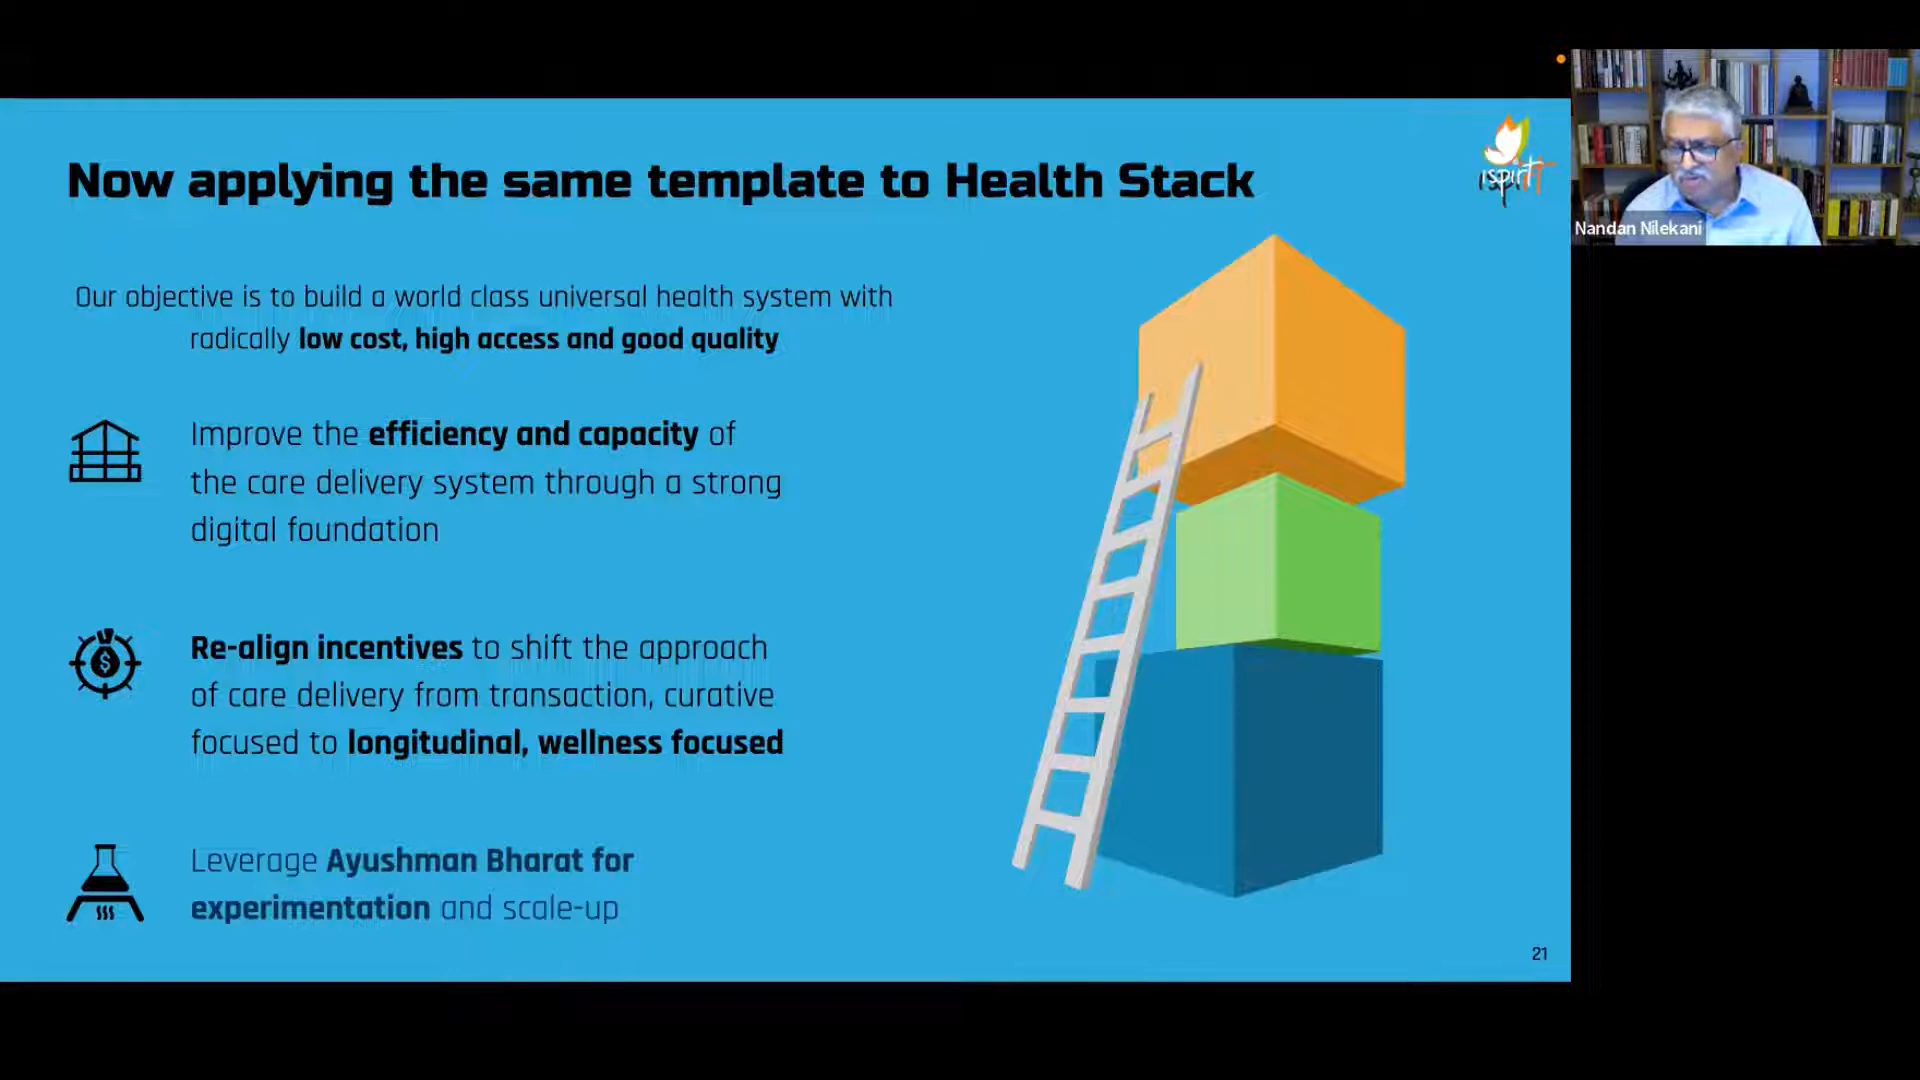 Now applying the same template to Health Stack
ispirtt
Nandan Nilekani
Our objective is to build a world class universal health system with
radically low cost, high access and good quality
Improve the efficiency and capacity of
the care delivery system through a strong
digital foundation
$
Re-align incentives to shift the approach
of care delivery from transaction, curative
focused to longitudinal, wellness focused
Leverage Ayushman Bharat for
experimentation and scale-up
21